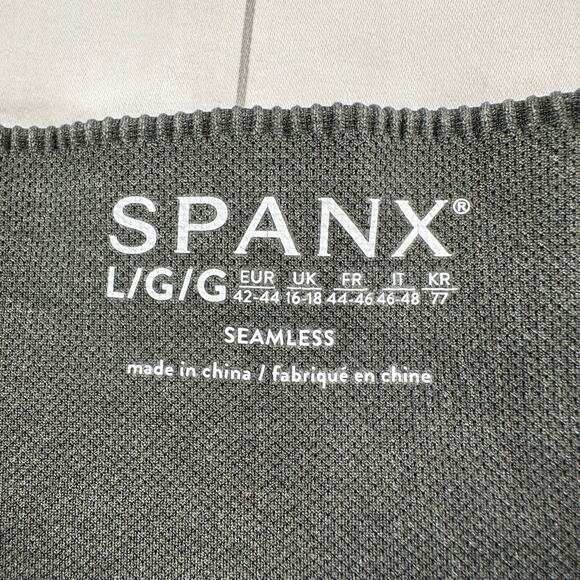 SPANX®
L/G/G EUR 42-44 UK 16-18 FR 44-46 IT 46-48 KR 77
SEAMLESS
made in china / fabriqué en chine